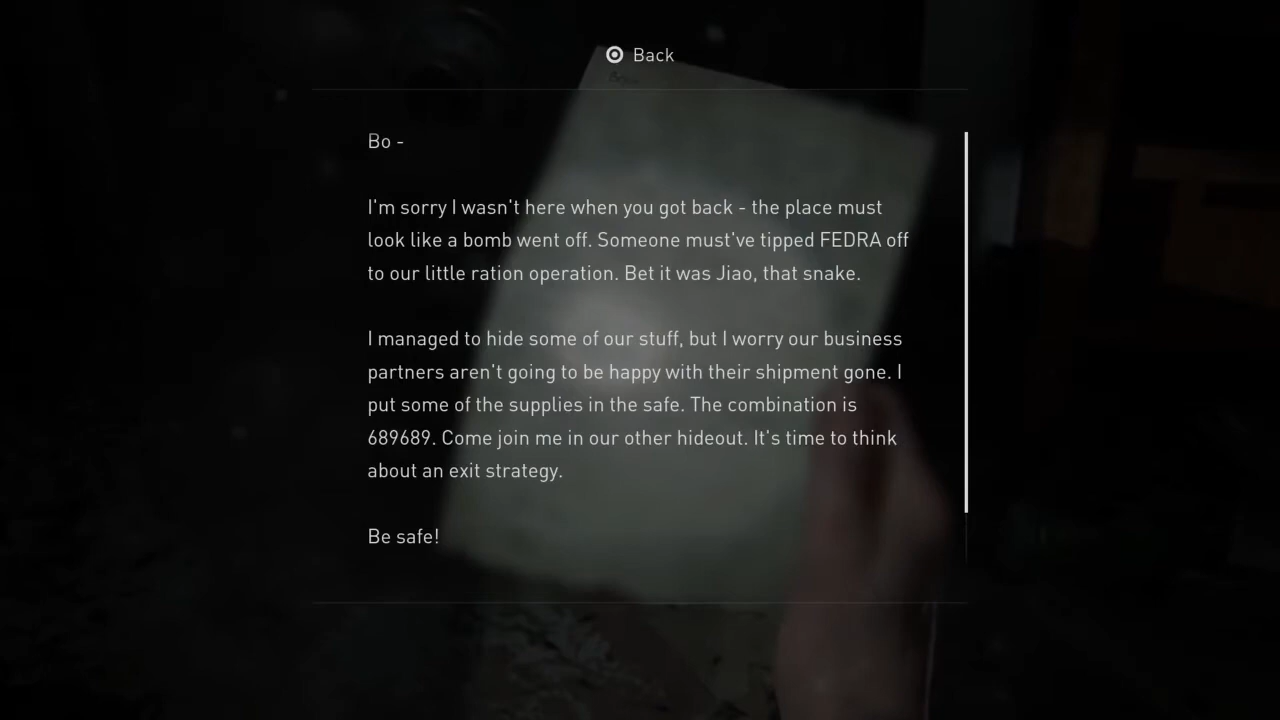 Back
Bo -
I'm sorry I wasn't here when you got back - the place must
look like a bomb went off. Someone must've tipped FEDRA off
to our little ration operation. Bet it was Jiao, that snake.
I managed to hide some of our stuff, but I worry our business
partners aren't going to be happy with their shipment gone. I
put some of the supplies in the safe. The combination is
689689. Come join me in our other hideout. It's time to think
about an exit strategy.
Be safe!